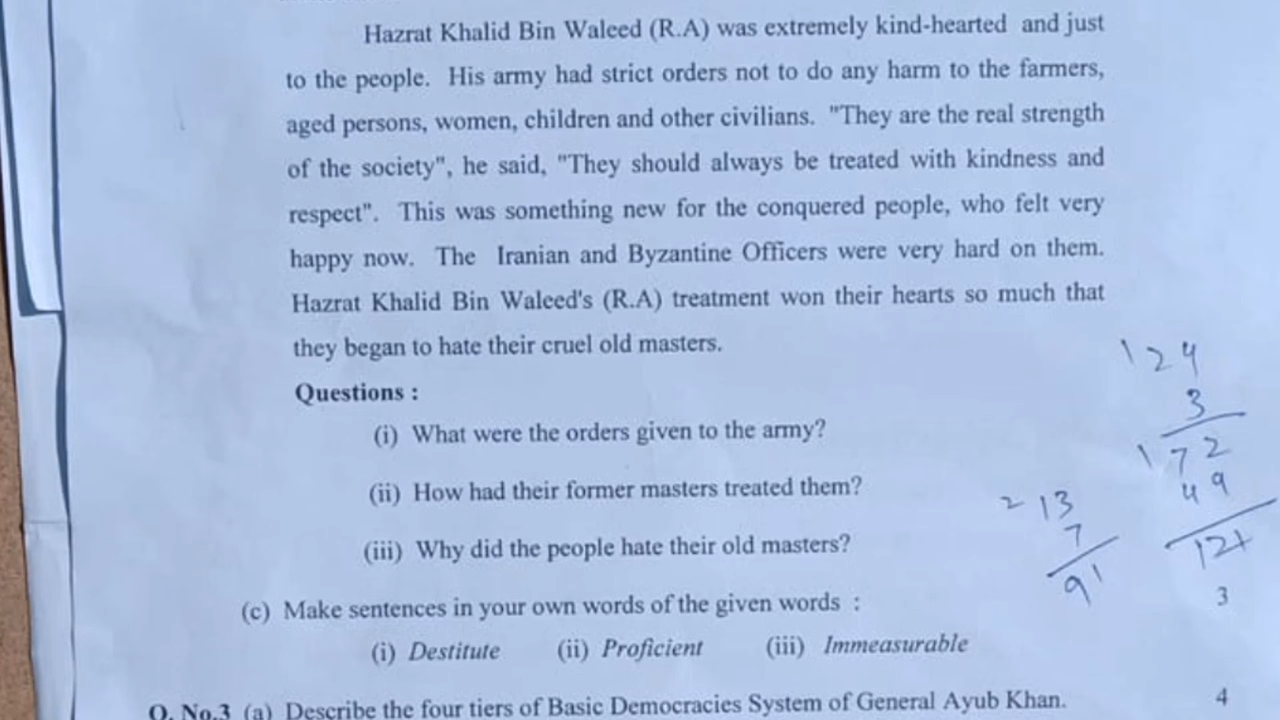 Hazrat Khalid Bin Waleed (R.A) was extremely kind-hearted and just
to the people. His army had strict orders not to do any harm to the farmers,
aged persons, women, children and other civilians. "They are the real strength
of the society", he said, "They should always be treated with kindness and
respect". This was something new for the conquered people, who felt very
happy now. The Iranian and Byzantine Officers were very hard on them.
Hazrat Khalid Bin Waleed's (R.A) treatment won their hearts so much that
they began to hate their cruel old masters.
Questions :
(i) What were the orders given to the army?
(ii) How had their former masters treated them?
(iii) Why did the people hate their old masters?
(c) Make sentences in your own words of the given words : 3
(i) Destitute (ii) Proficient (iii) Immeasurable
Q. No.3 (a) Describe the four tiers of Basic Democracies System of General Ayub Khan. 4
1 24
3
1 72
49
2 13
7
91